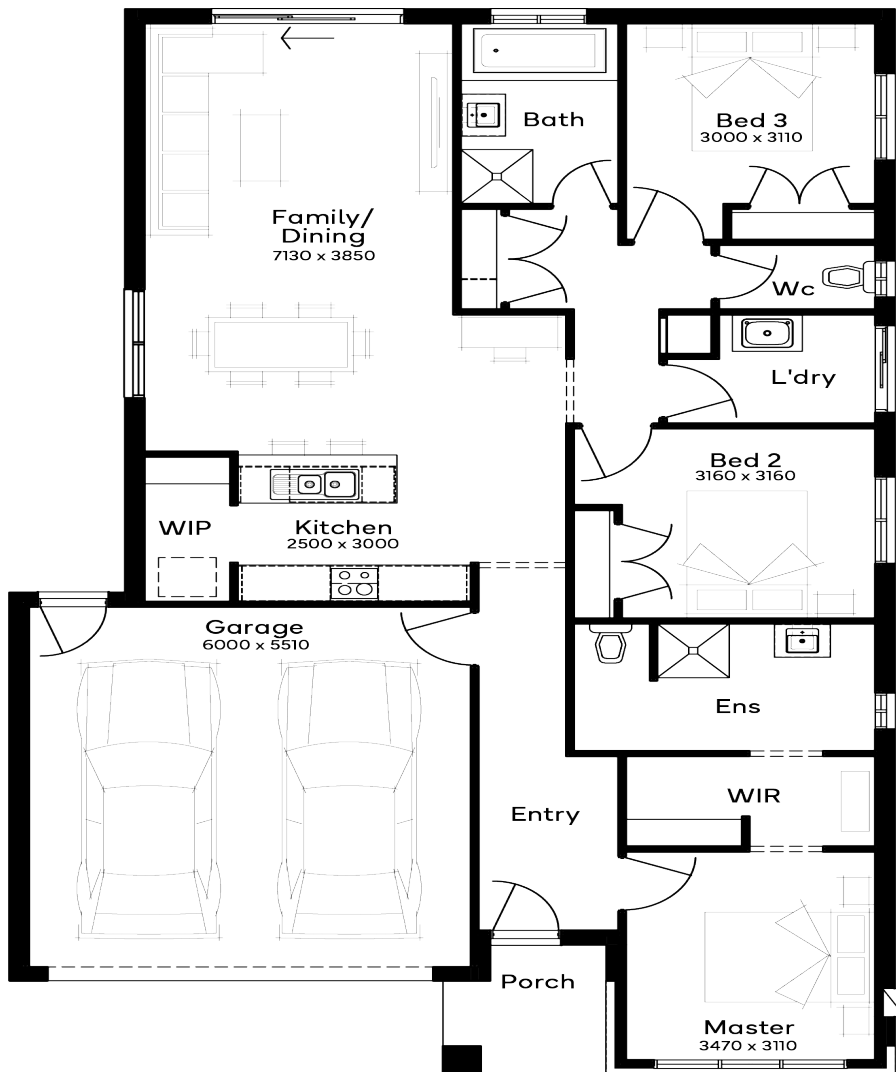 Bath
Bed 3
3000 x 3110
Family/
Dining
7130 x 3850
Wc
L'dry
Bed 2
3160 x 3160
WIP
Kitchen
2500 x 3000
Garage
6000 x 5510
Ens
WIR
Entry
Porch
Master
3470 x 3110